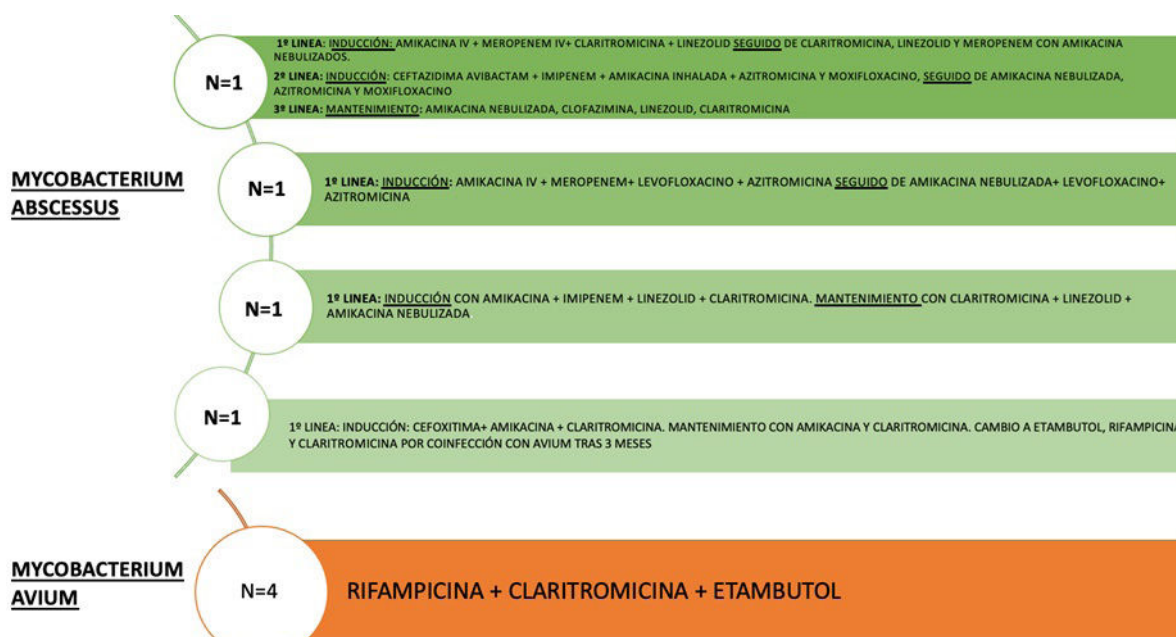 N=1
1º LINEA: INDUCCIÓN: AMIKACINA IV + MEROPENEM IV+ CLARITROMICINA + LINEZOLID SEGUIDO DE CLARITROMICINA, LINEZOLID Y MEROPENEM CON AMIKACINA
NEBULIZADOS.
2º LINEA: INDUCCIÓN: CEFTAZIDIMA AVIBACTAM + IMIPENEM + AMIKACINA INHALADA + AZITROMICINA Y MOXIFLOXACINO, SEGUIDO DE AMIKACINA NEBULIZADA,
AZITROMICINA Y MOXIFLOXACINO
3º LINEA: MANTENIMIENTO: AMIKACINA NEBULIZADA, CLOFAZIMINA, LINEZOLID, CLARITROMICINA
MYCOBACTERIUM
ABSCESSUS
N=1
1º LINEA: INDUCCIÓN: AMIKACINA IV + MEROPENEM+ LEVOFLOXACINO + AZITROMICINA SEGUIDO DE AMIKACINA NEBULIZADA+ LEVOFLOXACINO+
AZITROMICINA
N=1
1º LINEA: INDUCCIÓN CON AMIKACINA + IMIPENEM + LINEZOLID + CLARITROMICINA. MANTENIMIENTO CON CLARITROMICINA + LINEZOLID +
AMIKACINA NEBULIZADA.
N=1
1º LINEA: INDUCCIÓN: CEFOXITIMA+ AMIKACINA + CLARITROMICINA. MANTENIMIENTO CON AMIKACINA Y CLARITROMICINA. CAMBIO A ETAMBUTOL, RIFAMPICINA
Y CLARITROMICINA POR COINFECCIÓN CON AVIUM TRAS 3 MESES
MYCOBACTERIUM
AVIUM
N=4
RIFAMPICINA + CLARITROMICINA + ETAMBUTOL